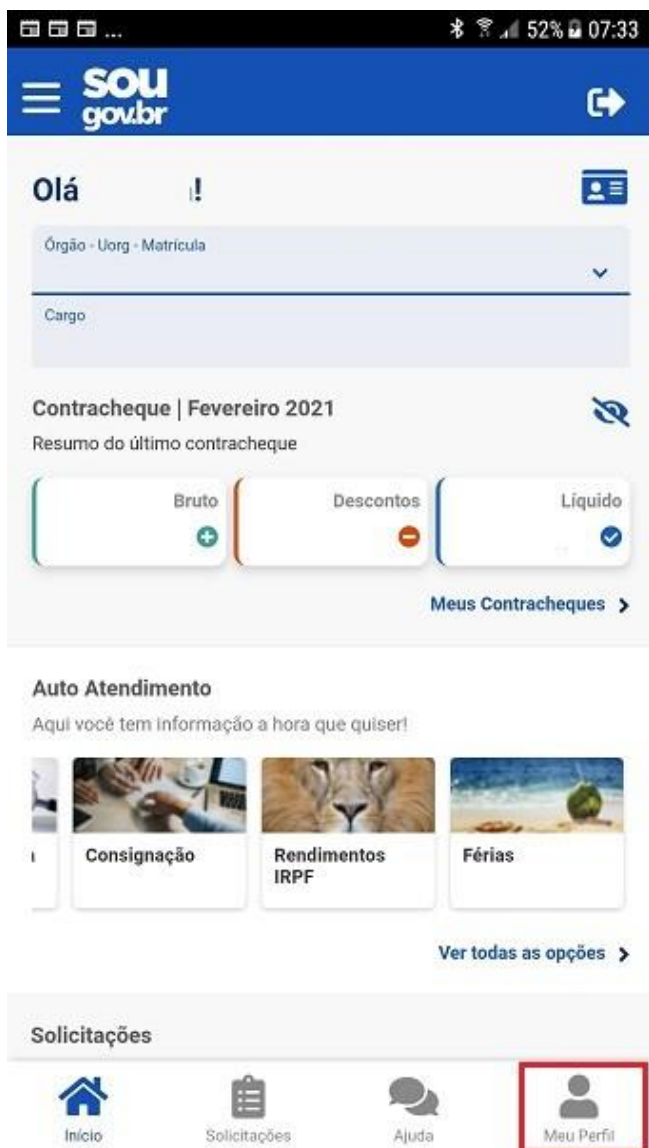 ... 52% 07:33
sou
gov.br
Olá !
Órgão - Uorg - Matrícula
Cargo
Contracheque | Fevereiro 2021
Resumo do último contracheque
Bruto Descontos Líquido
Meus Contracheques
Auto Atendimento
Aqui você tem informação a hora que quiser!
Consignação Rendimentos Férias
IRPF
Ver todas as opções
Solicitações
Início Solicitações Ajuda Meu Perfil